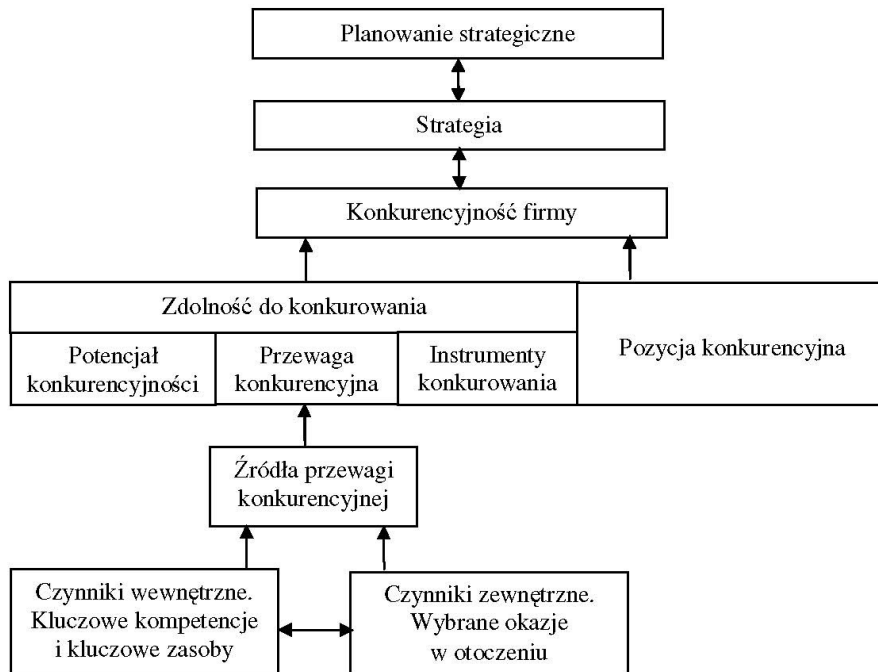 Planowanie strategiczne
Strategia
Konkurencyjność firmy
Zdolność do konkurowania
Potencjał
konkurencyjności
Przewaga
konkurencyjna
Instrumenty
konkurowania
Pozycja konkurencyjna
Źródła przewagi
konkurencyjnej
Czynniki wewnętrzne.
Kluczowe kompetencje
i kluczowe zasoby
Czynniki zewnętrzne.
Wybrane okazje
w otoczeniu